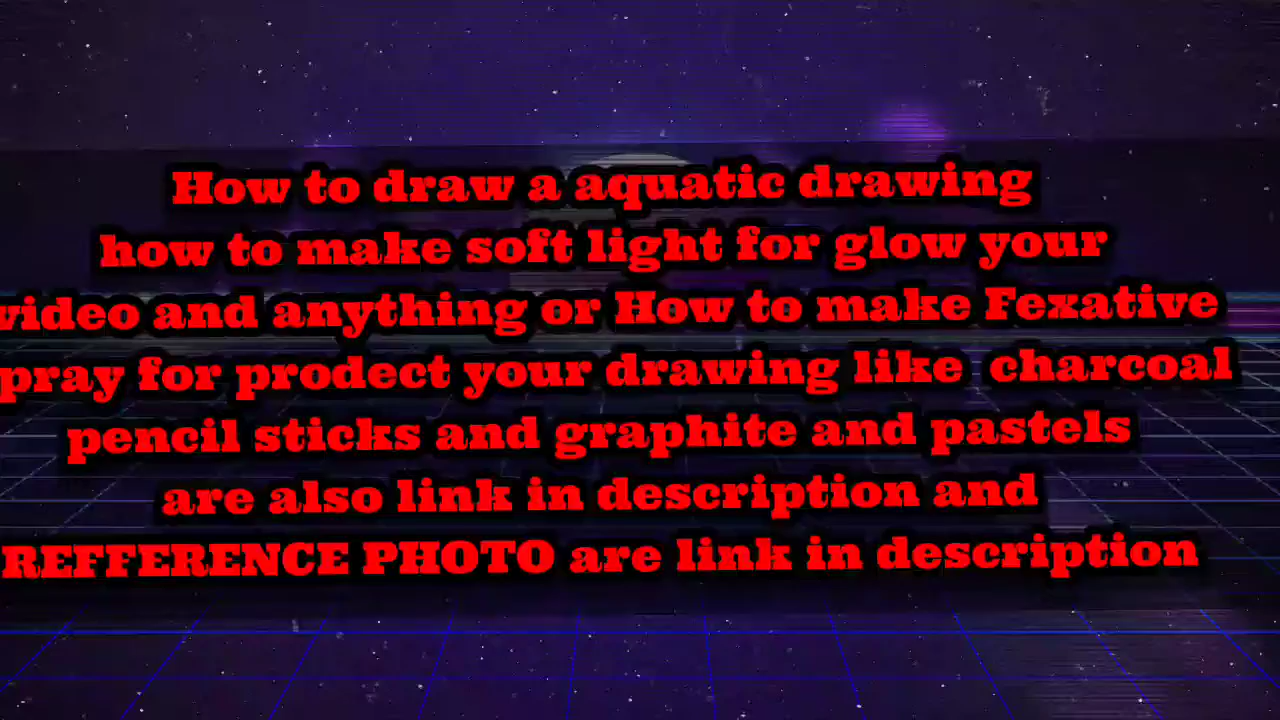 How to draw a aquatic drawing
how to make soft light for glow your
video and anything or How to make Fexative
pray for prodect your drawing like charcoal
pencil sticks and graphite and pastels
are also link in description and
REFFERENCE PHOTO are link in description